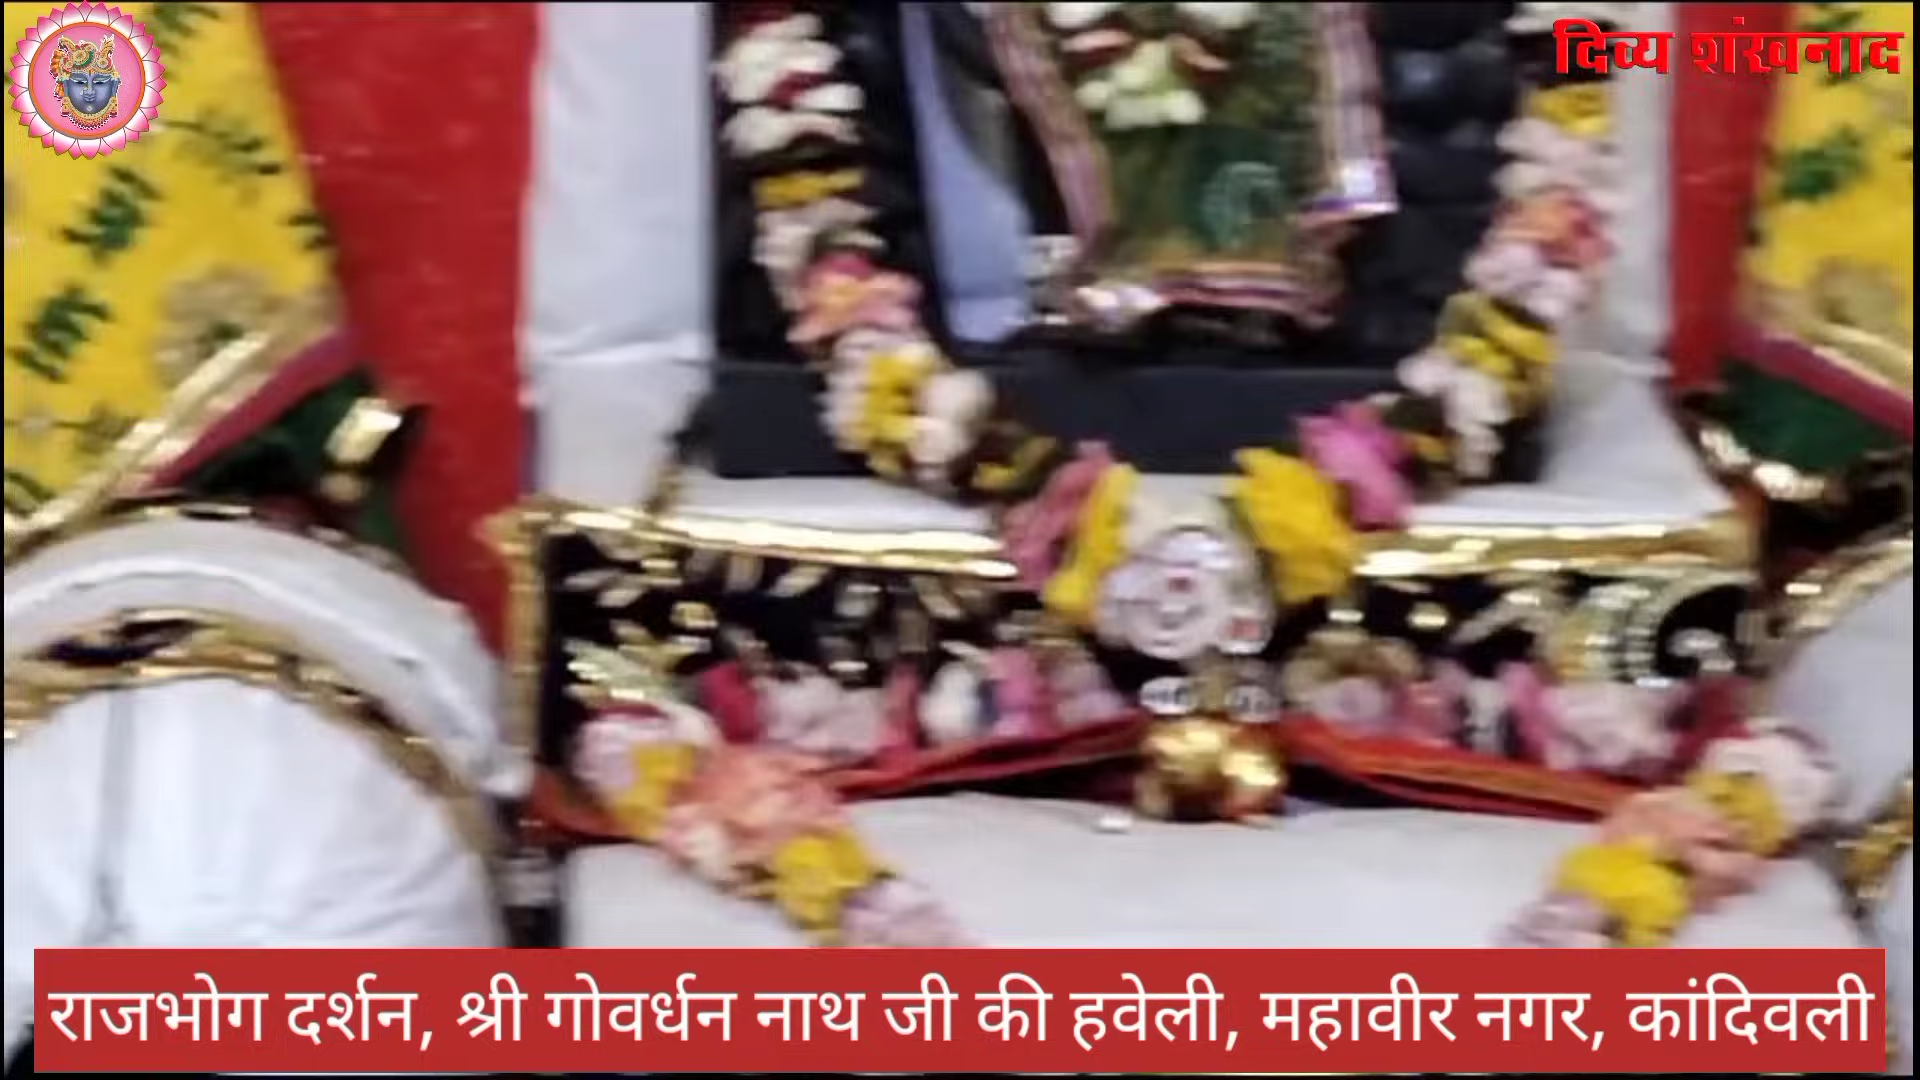 दिव्य शंखनाद
राजभोग दर्शन, श्री गोवर्धन नाथ जी की हवेली, महावीर नगर, कांदिवली